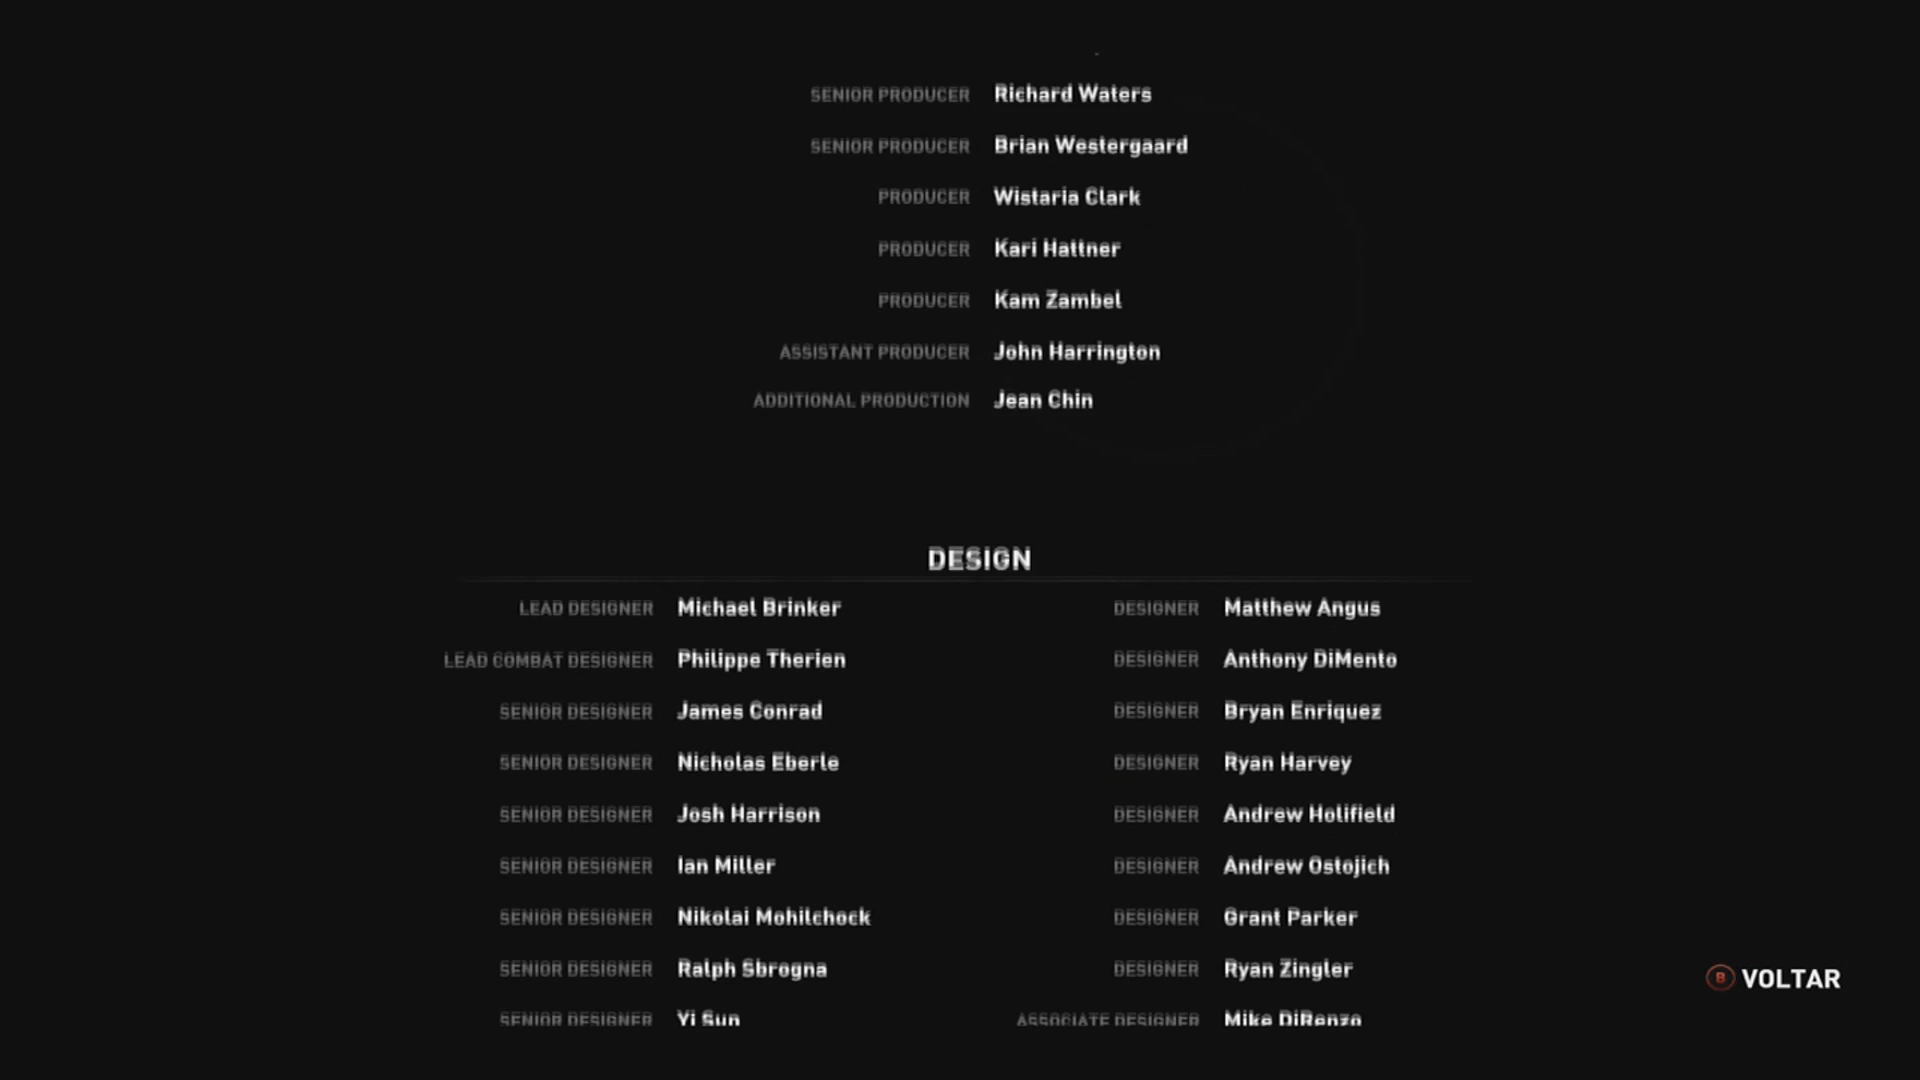 SENIOR PRODUCER Richard Waters
SENIOR PRODUCER Brian Westergaard
PRODUCER Wistaria Clark
PRODUCER Kari Hattner
PRODUCER Kam Zambel
ASSISTANT PRODUCER John Harrington
ADDITIONAL PRODUCTION Jean Chin
DESIGN
LEAD DESIGNER Michael Brinker DESIGNER Matthew Angus
LEAD COMBAT DESIGNER Philippe Therien DESIGNER Anthony DiMento
SENIOR DESIGNER James Conrad DESIGNER Bryan Enriquez
SENIOR DESIGNER Nicholas Eberle DESIGNER Ryan Harvey
SENIOR DESIGNER Josh Harrison DESIGNER Andrew Holifield
SENIOR DESIGNER Ian Miller DESIGNER Andrew Ostojich
SENIOR DESIGNER Nikolai Mohilchock DESIGNER Grant Parker
SENIOR DESIGNER Ralph Sbrogna DESIGNER Ryan Zingler
B VOLTAR
SENIOR DESIGNER Yi Sun ASSOCIATE DESIGNER Mike DiRenzo